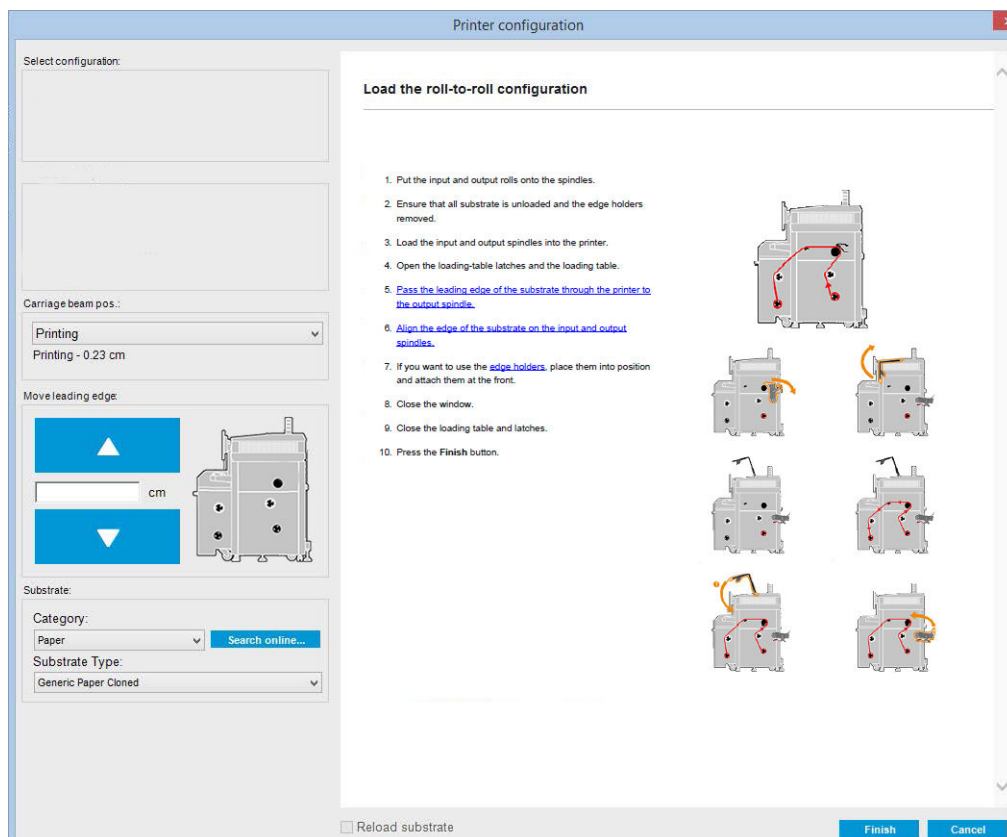 Printer configuration
Select configuration:
Carriage beam pos.:
Printing
Printing - 0.23 cm
Move leading edge:
cm
Substrate:
Category:
Paper
Search online...
Substrate Type:
Generic Paper Cloned
Load the roll-to-roll configuration
1. Put the input and output rolls onto the spindles.
2. Ensure that all substrate is unloaded and the edge holders
removed.
3. Load the input and output spindles into the printer.
4. Open the loading-table latches and the loading table.
5. Pass the leading edge of the substrate through the printer to
the output spindle.
6. Align the edge of the substrate on the input and output
spindles.
7. If you want to use the edge holders, place them into position
and attach them at the front.
8. Close the window.
9. Close the loading table and latches.
10. Press the Finish button.
Reload substrate
Finish
Cancel